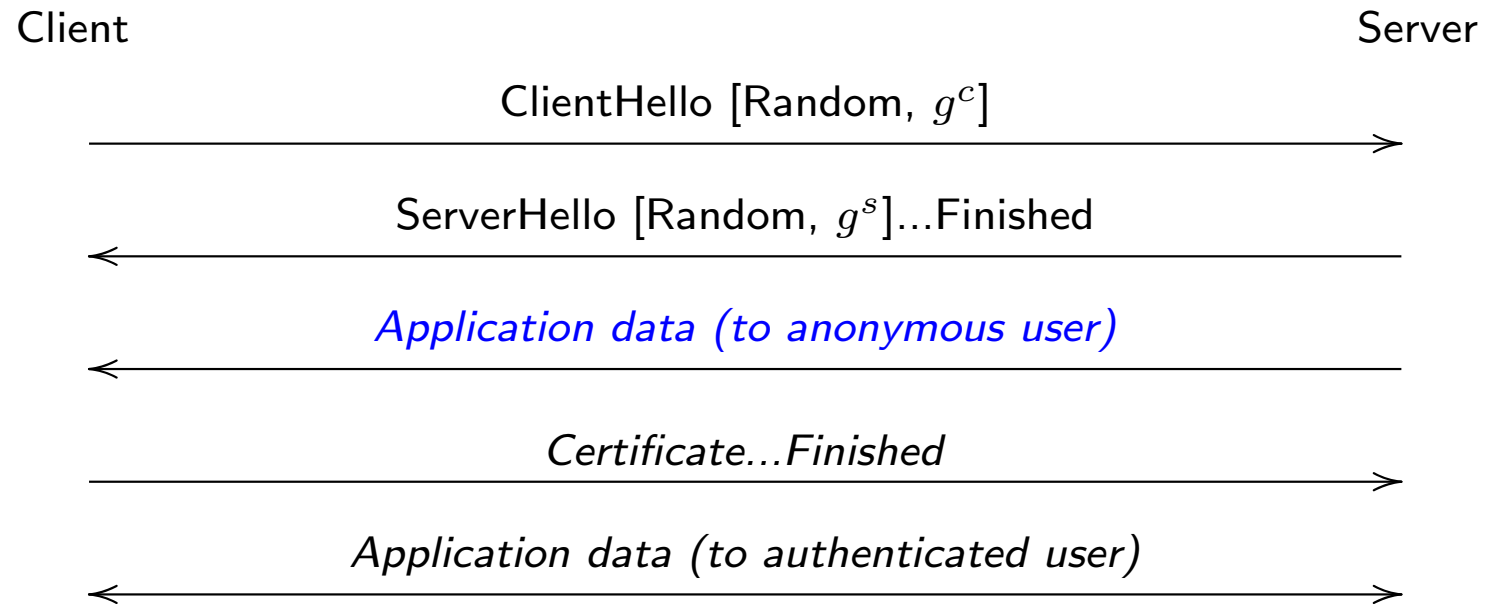 Client Server
ClientHello [Random, g^c]
ServerHello [Random, g^s]...Finished
Application data (to anonymous user)
Certificate...Finished
Application data (to authenticated user)